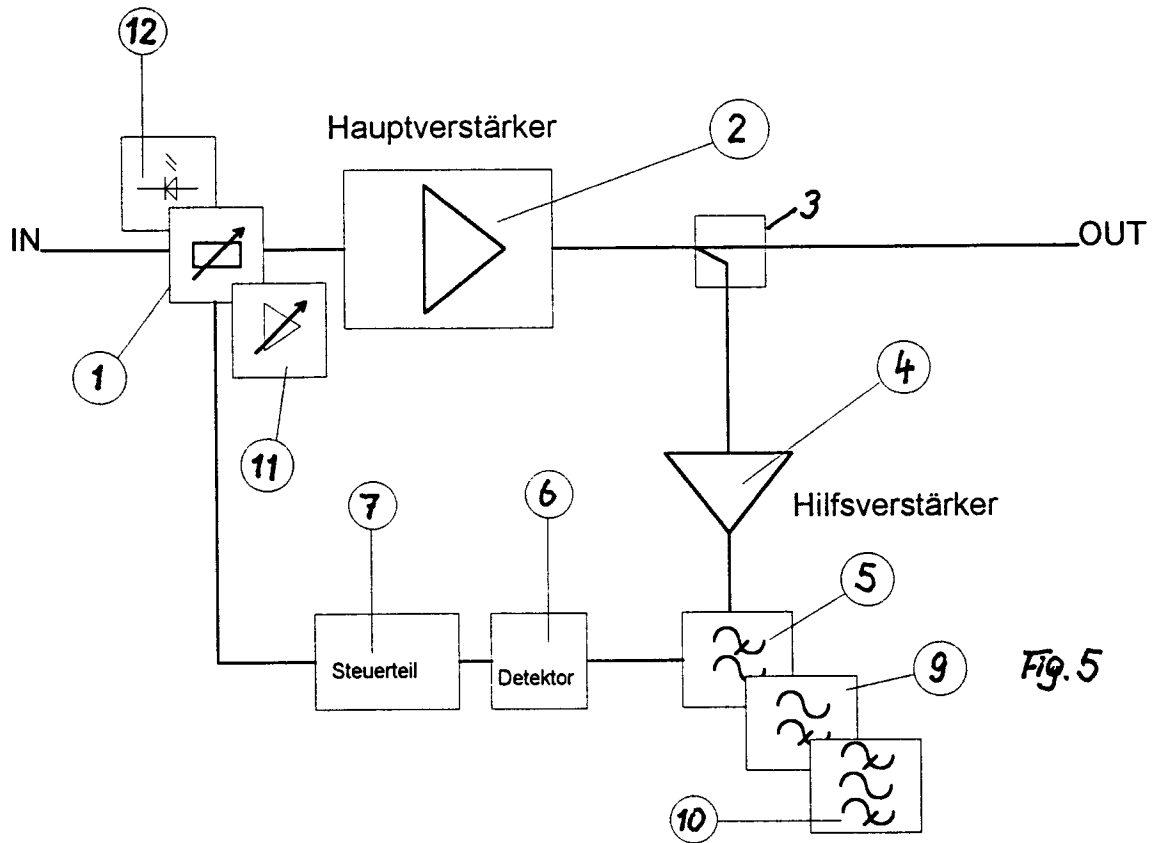 12
Hauptverstärker
2
3
IN
OUT
1
11
4
7
6
Hilfsverstärker
5
Steuerteil
Detektor
9
Fig. 5
10